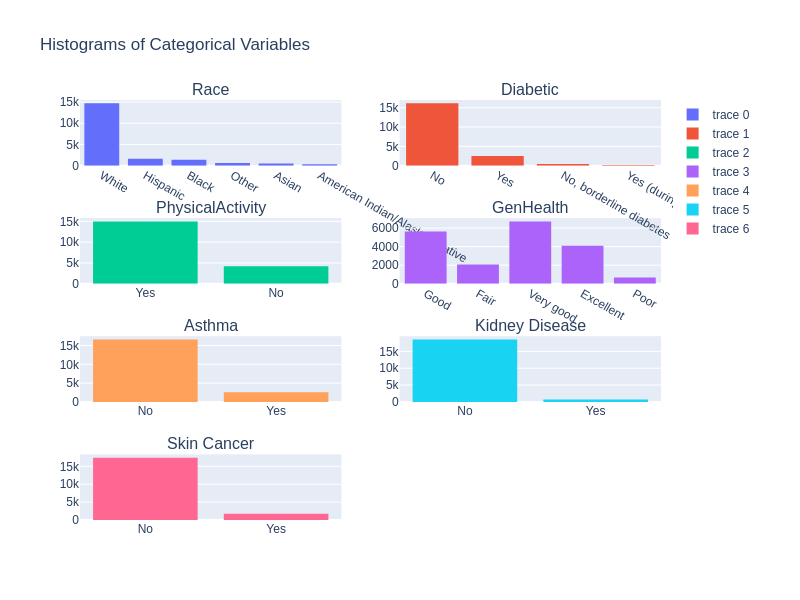 Histograms of Categorical Variables
Race
15k
10k
5k
0
White
Hispanic
Black
Other
Asian
American Indian/Alaskan Native
Diabetic
15k
10k
5k
0
No
Yes
No, borderline diabetes
Yes (durin
trace 0
trace 1
trace 2
trace 3
trace 4
trace 5
trace 6
PhysicalActivity
15k
10k
5k
0
Yes
No
GenHealth
6000
4000
2000
0
Good
Fair
Very good
Excellent
Poor
Asthma
15k
10k
5k
0
No
Yes
Kidney Disease
15k
10k
5k
0
No
Yes
Skin Cancer
15k
10k
5k
0
No
Yes